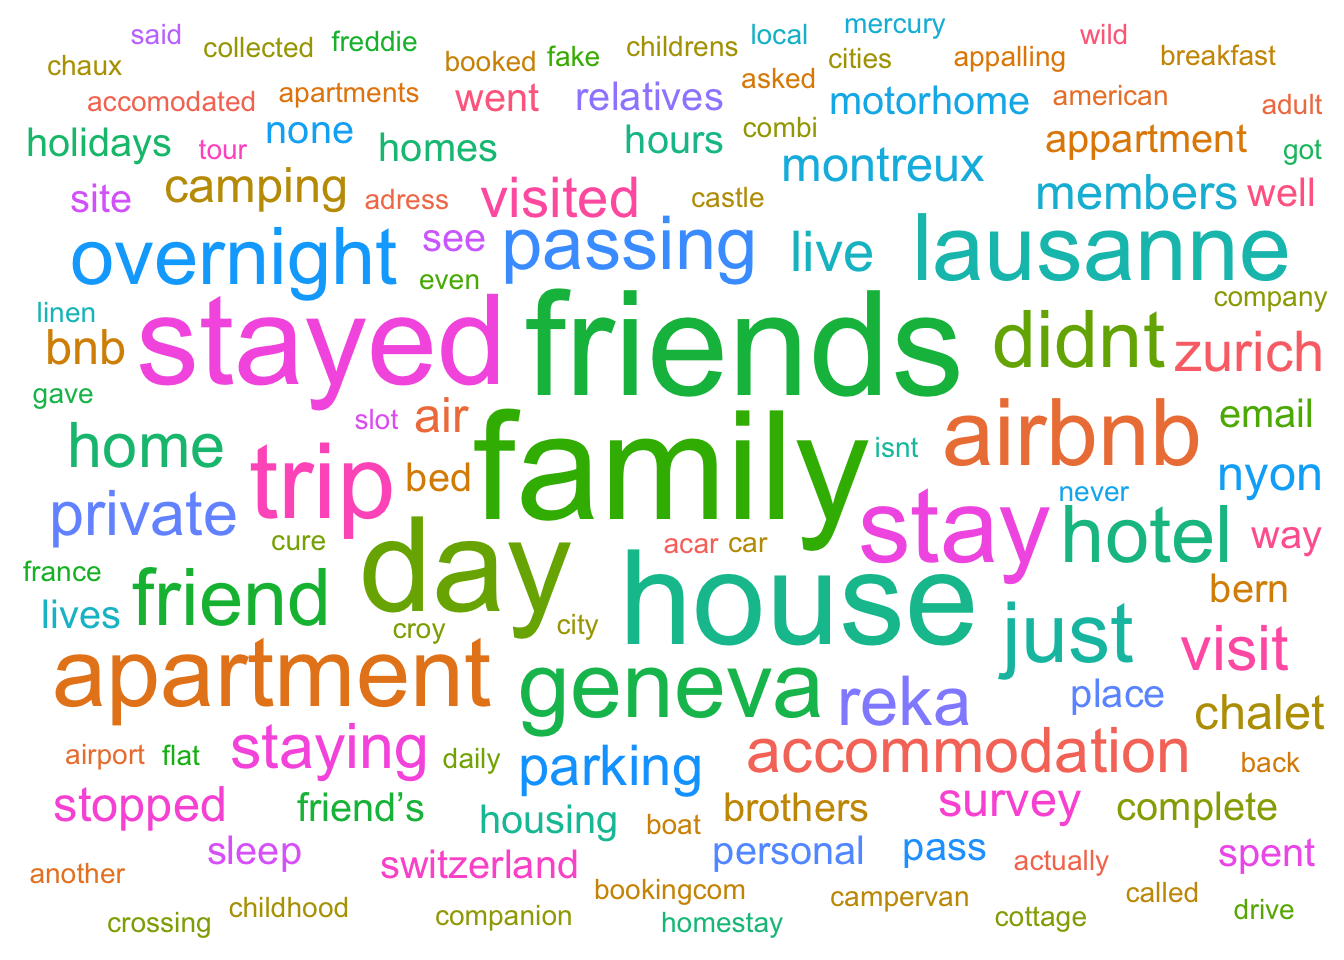 said collected freddie booked fake childrens local mercury cities appalling wild breakfast
chaux accomodated apartments went relatives asked motorhome american adult
holidays tour none homes hours combi montreux appartment got
site camping adress visited castle members well
overnight see even passing live lausanne company
linen bnb stayed friends didnt zurich
gave slot air airbnb email
home trip bed family isnt never nyon
private cure day acar car stay hotel way
france lives friend croy city house just bern visit
apartment geneva reka place chalet
airport flat staying daily parking accommodation back
stopped friend’s housing boat brothers survey complete
another sleep switzerland personal pass actually spent
crossing childhood companion bookingcom homestay campervan cottage called drive